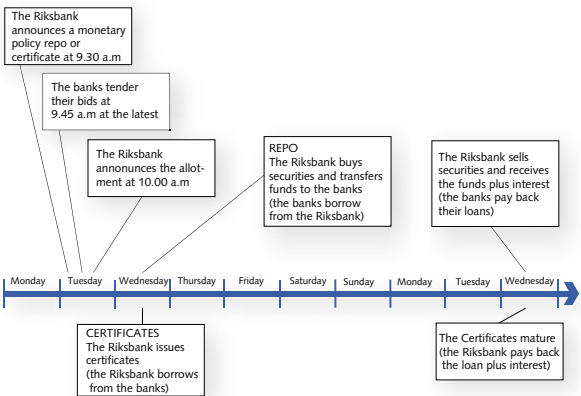 The Riksbank
announces a monetary
policy repo or
certificate at 9.30 a.m
The banks tender
their bids at
9.45 a.m at the latest
The Riksbank
annonunces the allot-
ment at 10.00 a.m
REPO
The Riksbank buys
securities and transfers
funds to the banks
(the banks borrow
from the Riksbank)
The Riksbank sells
securities and receives
the funds plus interest
(the banks pay back
their loans)
Monday Tuesday Wednesday Thursday Friday Saturday Sunday Monday Tuesday Wednesday
CERTIFICATES
The Riksbank issues
certificates
(the Riksbank borrows
from the banks)
The Certificates mature
(the Riksbank pays back
the loan plus interest)